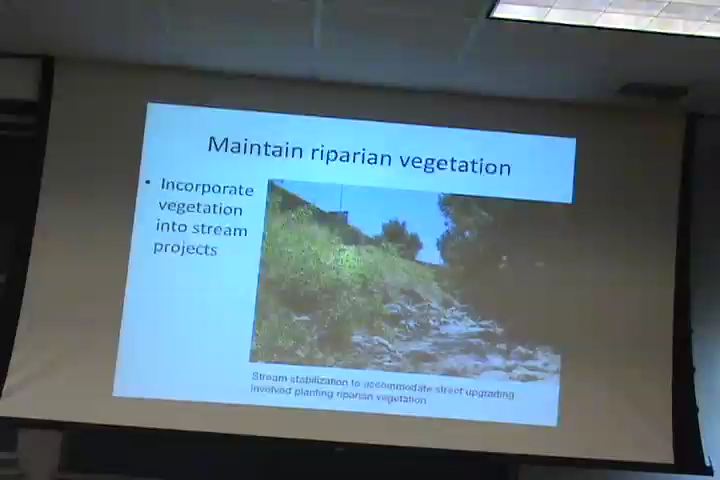 Maintain riparian vegetation
• Incorporate
vegetation
into stream
projects
Stream stabilization to accommodate street upgrading
involved planting riparian vegetation